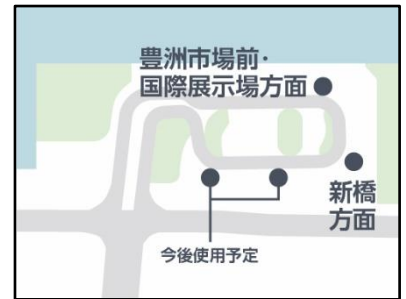 豊洲市場前・
国際展示場方面
新橋
方面
今後使用予定